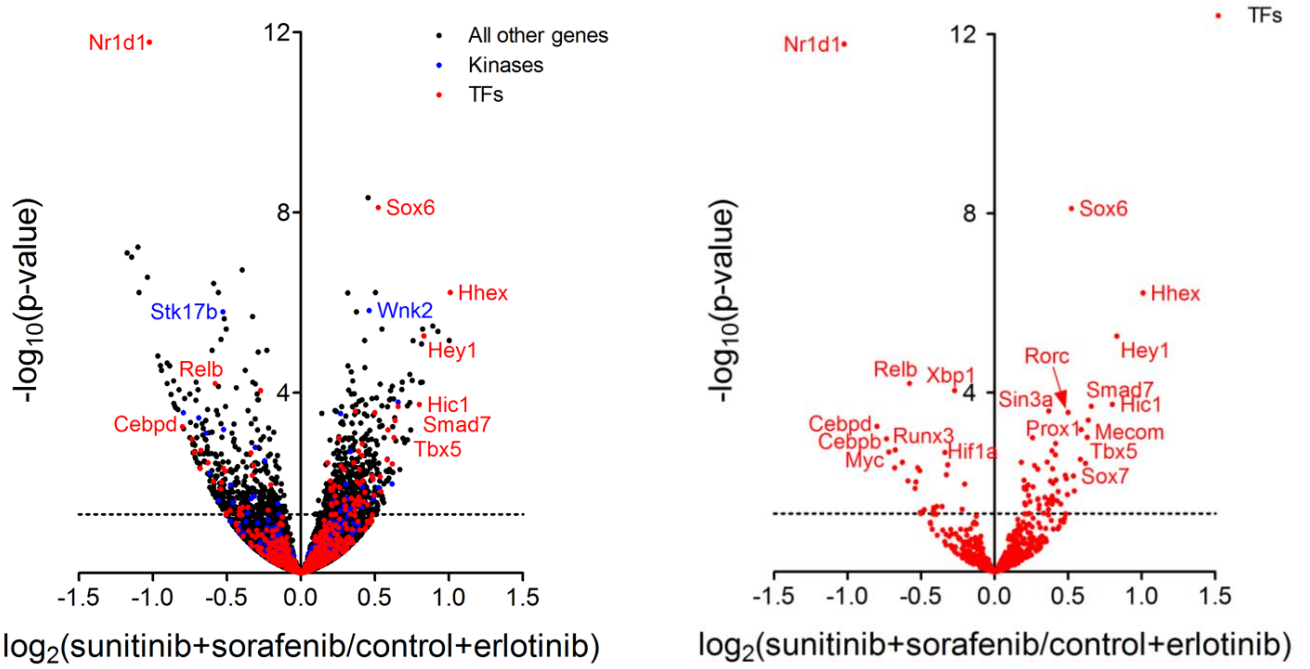 12
Nr1d1
All other genes
Kinases
TFs
8
Sox6
Hhex
Stk17b
Wnk2
Hey1
Relb
4
Hic1
Cebpd
Smad7
Tbx5
-log10(p-value)
-1.5 -1.0 -0.5 0.0 0.5 1.0 1.5
log2(sunitinib+sorafenib/control+erlotinib)
TFs
12
Nr1d1
8
Sox6
Hhex
Hey1
Rorc
Relb
Xbp1
4
Smad7
Sin3a
Hic1
Cebpd
Prox1
Mecom
Cebpb
Runx3
Tbx5
Myc
Hif1a
Sox7
-log10(p-value)
-1.5 -1.0 -0.5 0.0 0.5 1.0 1.5
log2(sunitinib+sorafenib/control+erlotinib)